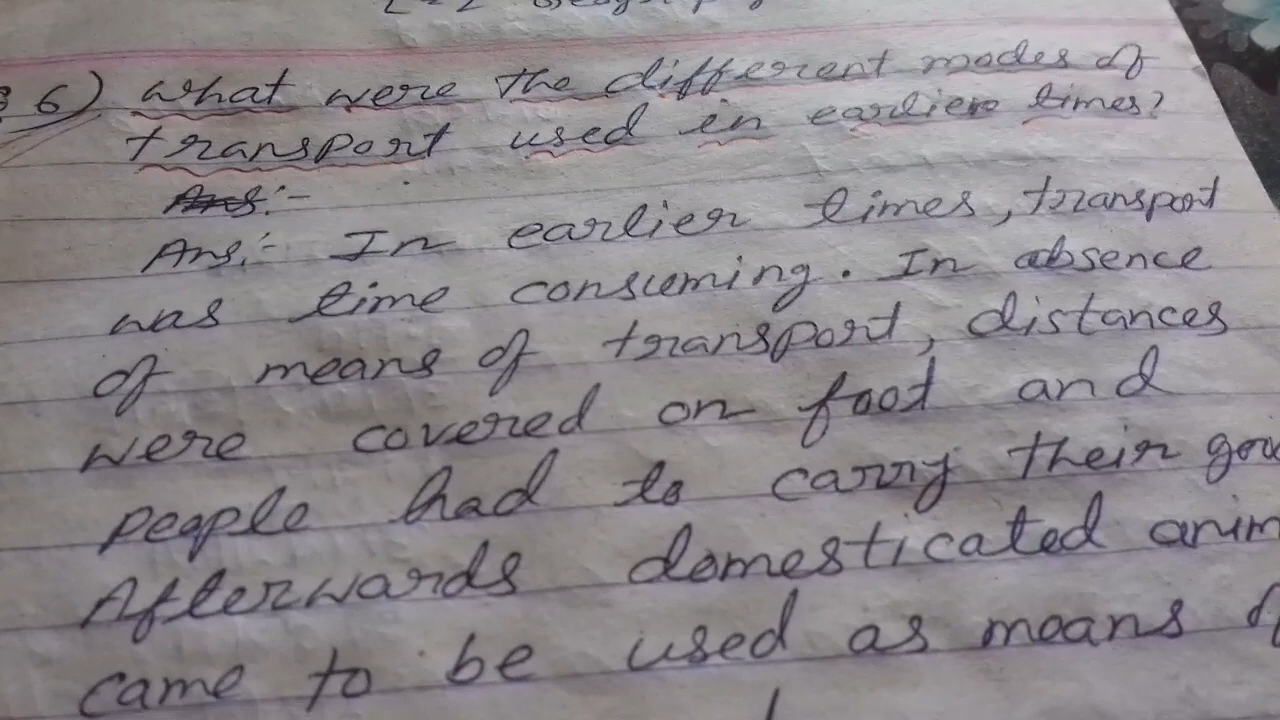 6) What were the different modes of
transport used in earliero times?
Ans:-
Ans:- In earlier times, transport
was time consuming. In absence
of means of transport, distances
were covered on foot and
people had to carry their
Afterwards domesticated
came to be used as means